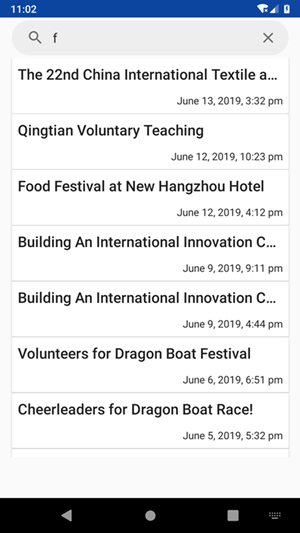 11:02
f
The 22nd China International Textile a...
June 13, 2019, 3:32 pm
Qingtian Voluntary Teaching
June 12, 2019, 10:23 pm
Food Festival at New Hangzhou Hotel
June 12, 2019, 4:12 pm
Building An International Innovation C...
June 9, 2019, 9:11 pm
Building An International Innovation C...
June 9, 2019, 4:44 pm
Volunteers for Dragon Boat Festival
June 6, 2019, 6:51 pm
Cheerleaders for Dragon Boat Race!
June 5, 2019, 5:32 pm